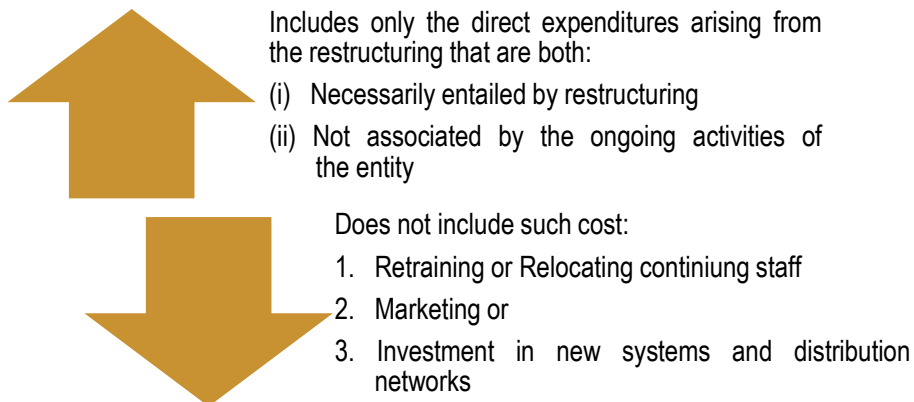 Includes only the direct expenditures arising from
the restructuring that are both:
(i) Necessarily entailed by restructuring
(ii) Not associated by the ongoing activities of
the entity
Does not include such cost:
1. Retraining or Relocating continiung staff
2. Marketing or
3. Investment in new systems and distribution
networks